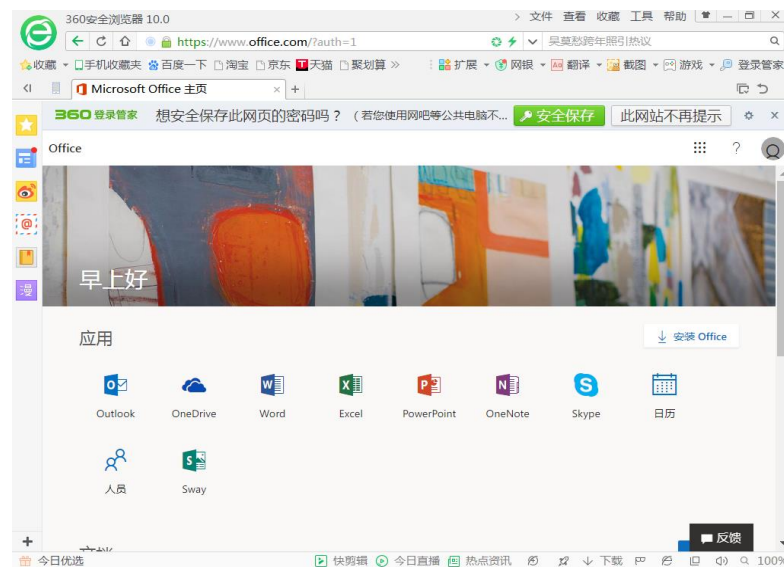 360安全浏览器 10.0 > 文件 查看 收藏 工具 帮助
https://www.office.com/?auth=1 吴莫愁跨年照引热议
收藏 手机收藏夹 百度一下 淘宝 京东 天猫 聚划算 » 扩展 网银 翻译 截图 游戏 登录管家
Microsoft Office 主页 × +
360 登录管家 想安全保存此网页的密码吗？ （若您使用网吧等公共电脑不... 安全保存 此网站不再提示 ×
Office ?
早上好
应用 安装 Office
Outlook OneDrive Word Excel PowerPoint OneNote Skype 日历
人员 Sway
反馈
今日优选 快剪辑 今日直播 热点资讯 下载 100%